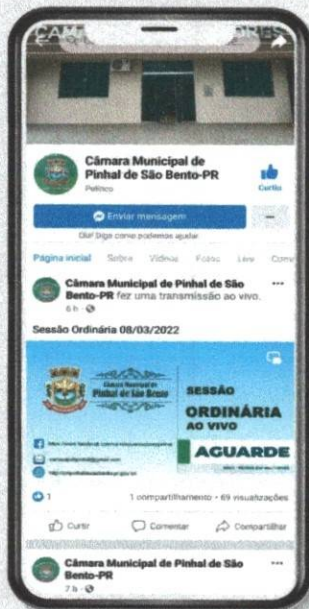 Câmara Municipal de
Pinhal de São Bento-PR
Político
Curtiu
Enviar mensagem
Olá! Diga como podemos ajudar
Página inicial Sobre Vídeos Fotos Live
Câmara Municipal de Pinhal de São
Bento-PR fez uma transmissão ao vivo.
6 h
Sessão Ordinária 08/03/2022
Câmara Municipal de
Pinhal de São Bento
SESSÃO
ORDINÁRIA
AO VIVO
AGUARDE
1
1 compartilhamento • 69 visualizações
Curtir
Comentar
Compartilhar
Câmara Municipal de Pinhal de São
Bento-PR
7 h